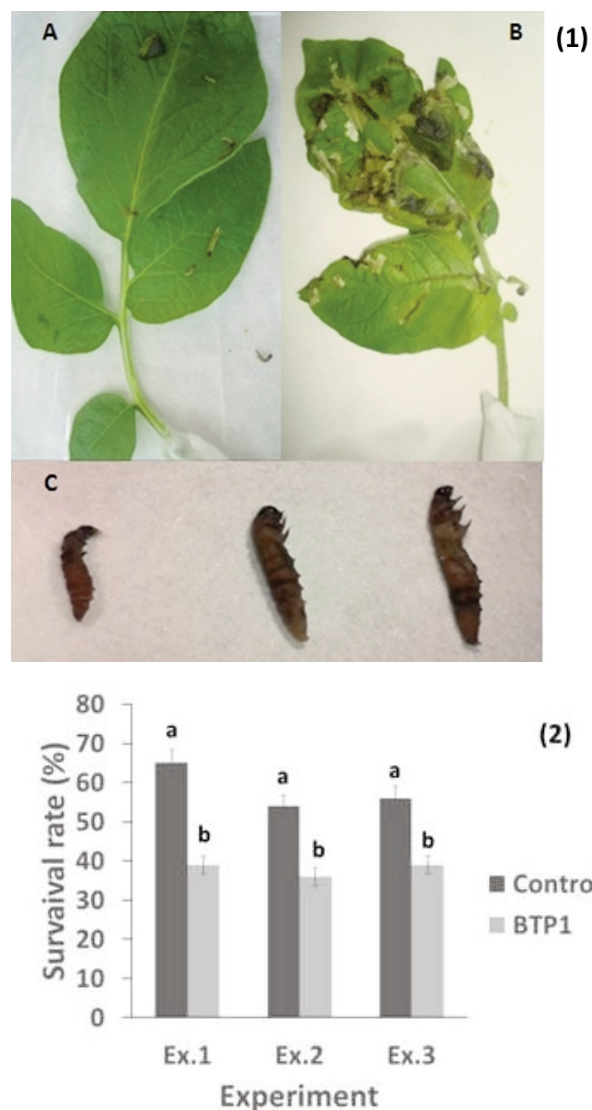 A B (1)
C
(2)
Survaival rate (%)
80
70
60
50
40
30
20
10
0
a
b
a
b
a
b
Ex.1 Ex.2 Ex.3
Experiment
Contro
BTP1